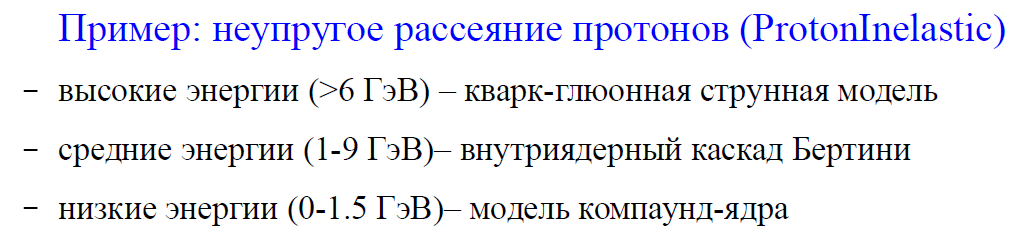 Пример: неупругое рассеяние протонов (ProtonInelastic)
– высокие энергии (>6 ГэВ) – кварк-глюонная струнная модель
– средние энергии (1-9 ГэВ)– внутриядерный каскад Бертини
– низкие энергии (0-1.5 ГэВ)– модель компаунд-ядра